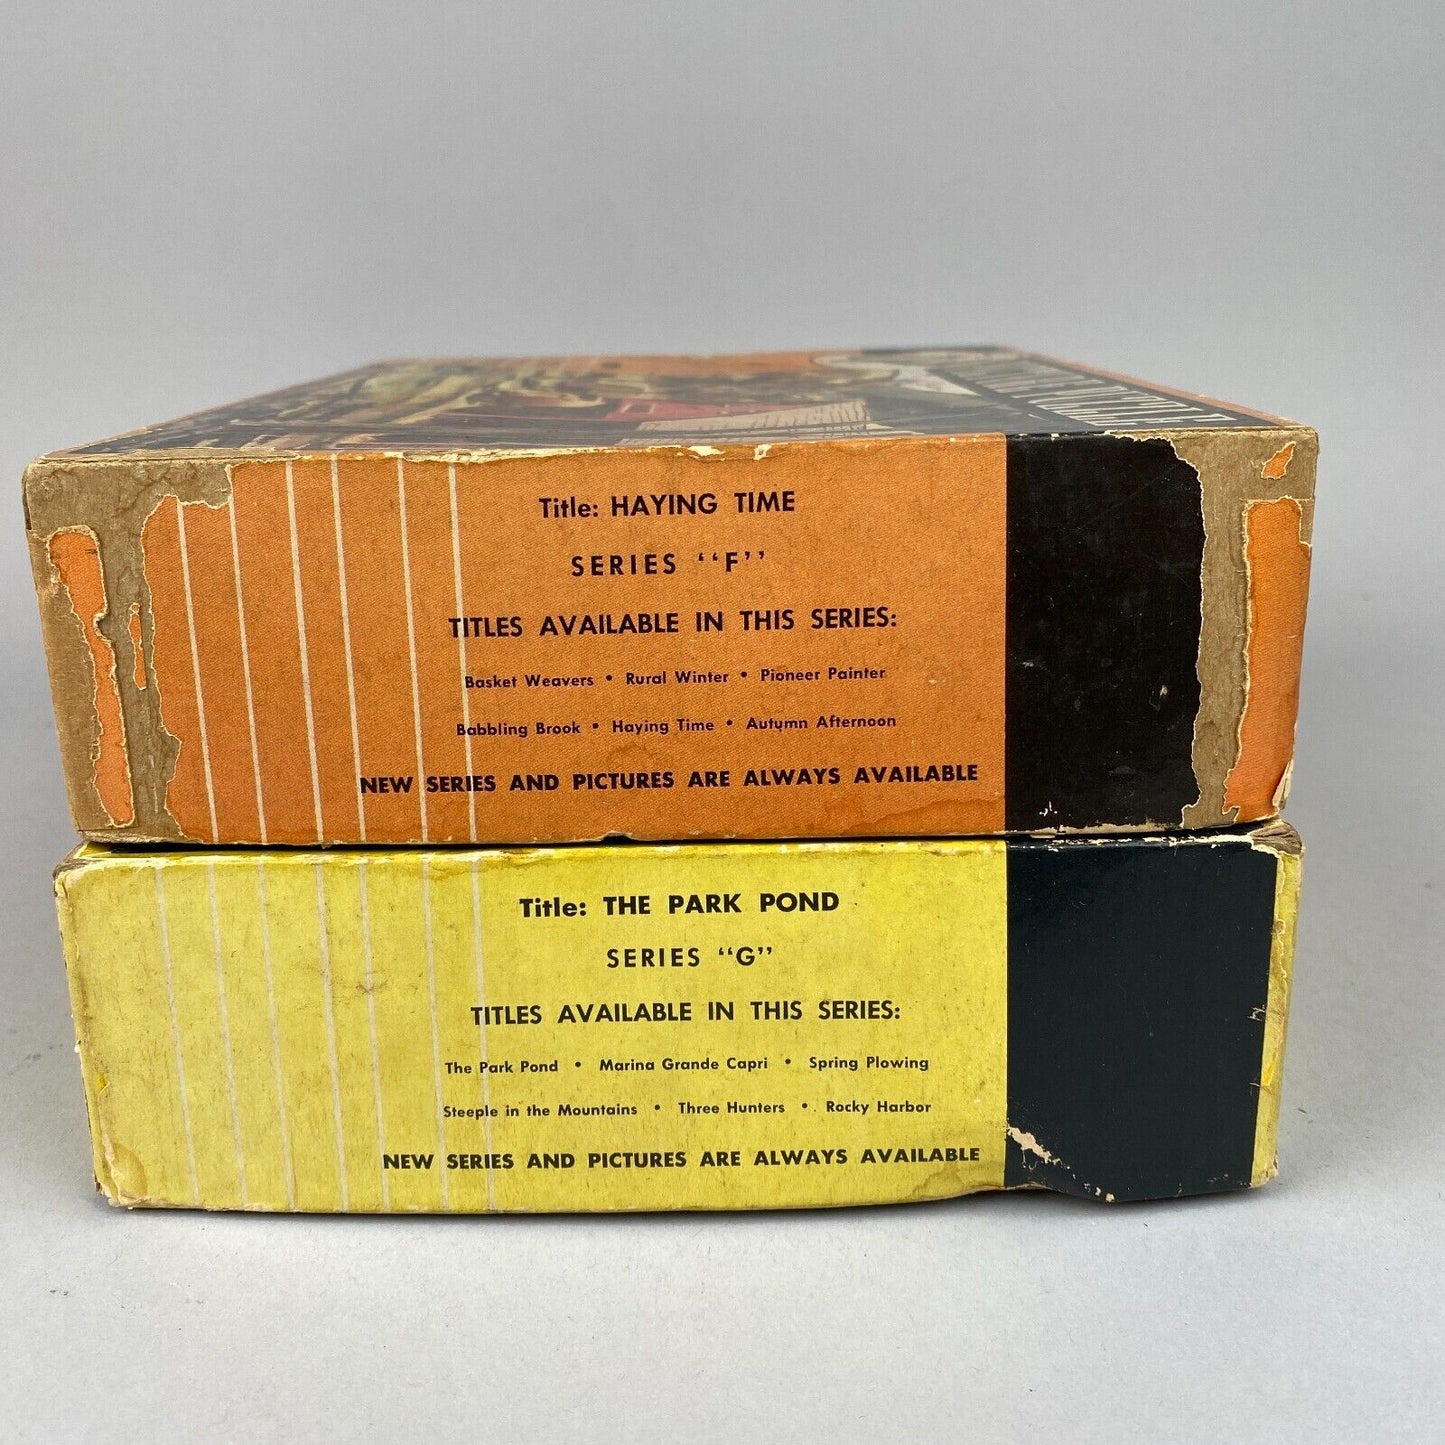 PICTURE PUZZLE
Title: HAYING TIME
SERIES "F"
TITLES AVAILABLE IN THIS SERIES:
Basket Weavers • Rural Winter • Pioneer Painter
Babbling Brook • Haying Time • Autumn Afternoon
NEW SERIES AND PICTURES ARE ALWAYS AVAILABLE
Title: THE PARK POND
SERIES "G"
TITLES AVAILABLE IN THIS SERIES:
The Park Pond • Marina Grande Capri • Spring Plowing
Steeple in the Mountains • Three Hunters • Rocky Harbor
NEW SERIES AND PICTURES ARE ALWAYS AVAILABLE